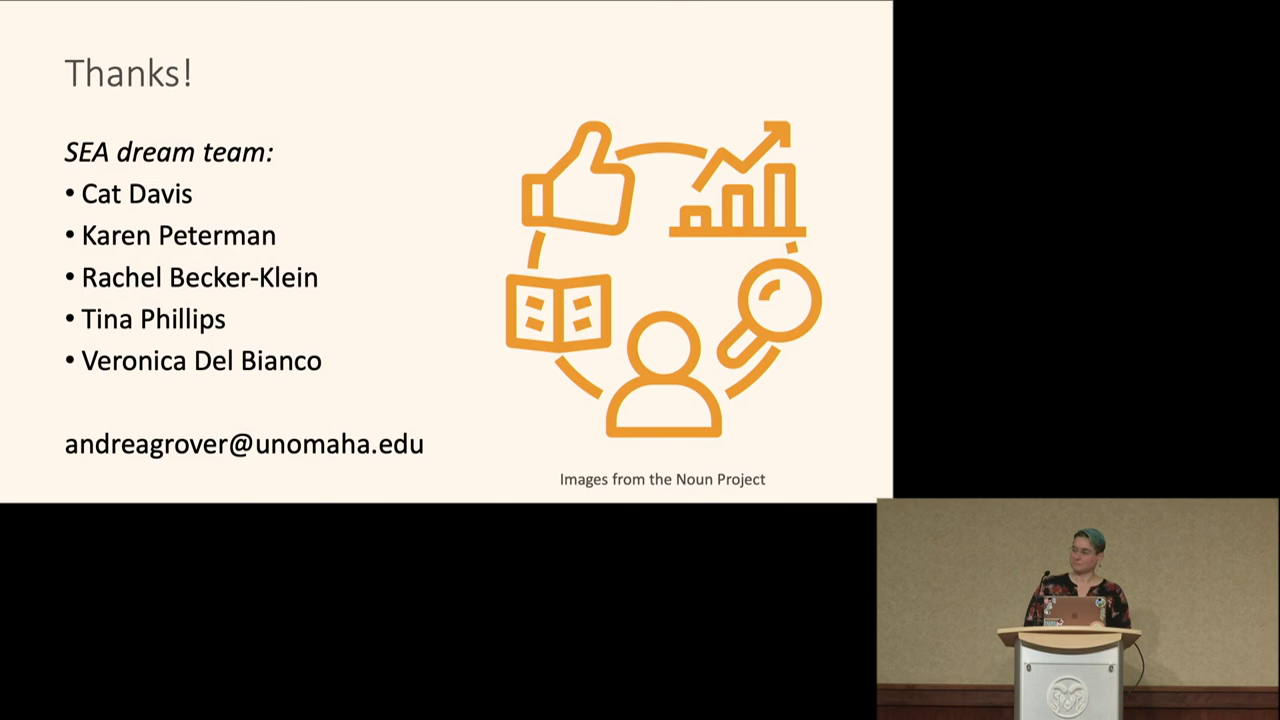 Thanks!
SEA dream team:
• Cat Davis
• Karen Peterman
• Rachel Becker-Klein
• Tina Phillips
• Veronica Del Bianco
andreagrover@unomaha.edu
Images from the Noun Project